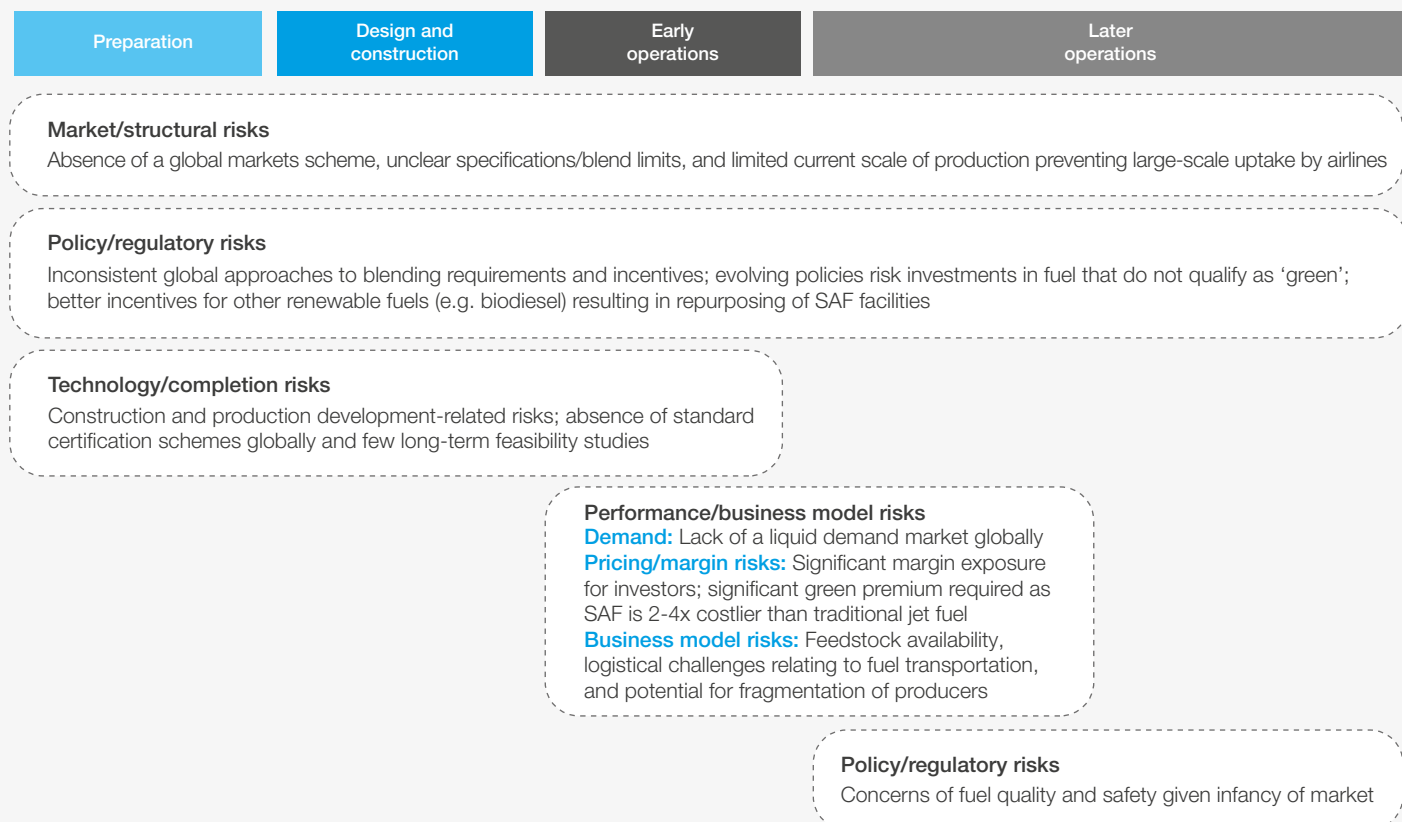 Preparation
Design and
construction
Early
operations
Later
operations
Market/structural risks
Absence of a global markets scheme, unclear specifications/blend limits, and limited current scale of production preventing large-scale uptake by airlines
Policy/regulatory risks
Inconsistent global approaches to blending requirements and incentives; evolving policies risk investments in fuel that do not qualify as ‘green’;
better incentives for other renewable fuels (e.g. biodiesel) resulting in repurposing of SAF facilities
Technology/completion risks
Construction and production development-related risks; absence of standard
certification schemes globally and few long-term feasibility studies
Performance/business model risks
Demand: Lack of a liquid demand market globally
Pricing/margin risks: Significant margin exposure
for investors; significant green premium required as
SAF is 2-4x costlier than traditional jet fuel
Business model risks: Feedstock availability,
logistical challenges relating to fuel transportation,
and potential for fragmentation of producers
Policy/regulatory risks
Concerns of fuel quality and safety given infancy of market